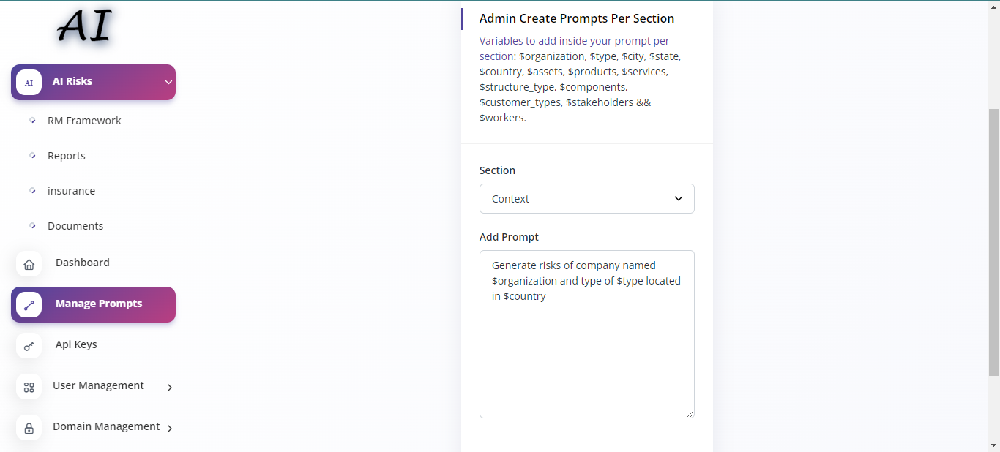 AI
AI
AI Risks
RM Framework
Reports
insurance
Documents
Dashboard
Manage Prompts
Api Keys
User Management
Domain Management
Admin Create Prompts Per Section
Variables to add inside your prompt per
section: $organization, $type, $city, $state,
$country, $assets, $products, $services,
$structure_type, $components,
$customer_types, $stakeholders &&
$workers.
Section
Context
Add Prompt
Generate risks of company named
$organization and type of $type located
in $country